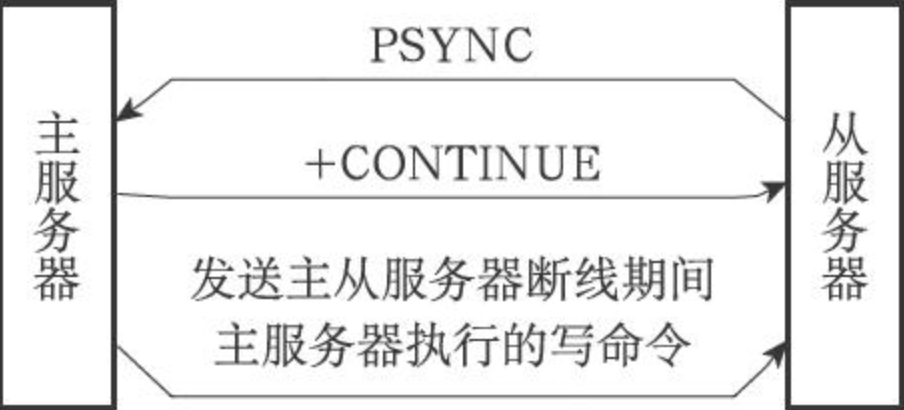 PSYNC
主服务器
从服务器
+CONTINUE
发送主从服务器断线期间
主服务器执行的写命令